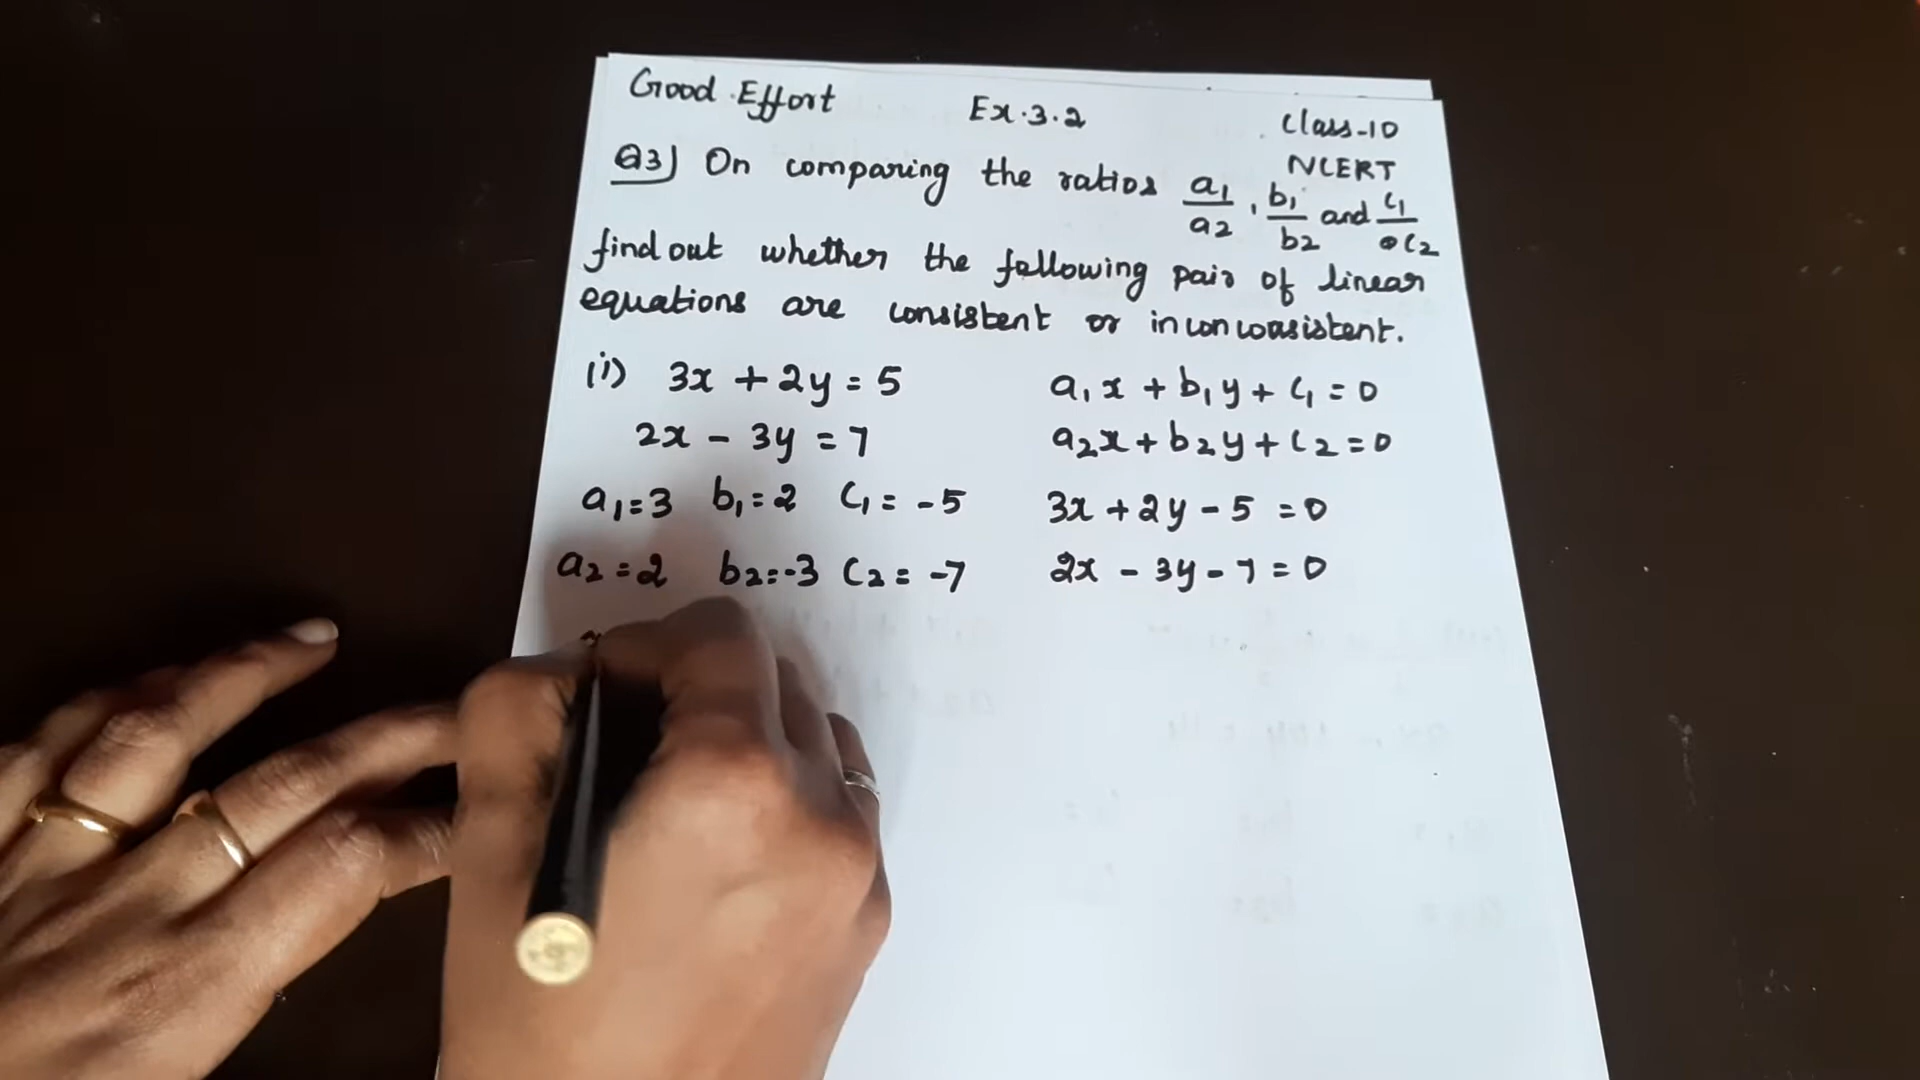 Good Effort Ex.3.2 Class-10
NCERT
Q3) On comparing the ratios a1/a2, b1/b2 and c1/c2
find out whether the following pair of linear
equations are consistent or inconconsistent.
(i) 3x + 2y = 5 a1x + b1y + c1 = 0
2x - 3y = 7 a2x + b2y + c2 = 0
a1 = 3 b1 = 2 c1 = -5 3x + 2y - 5 = 0
a2 = 2 b2 = -3 c2 = -7 2x - 3y - 7 = 0